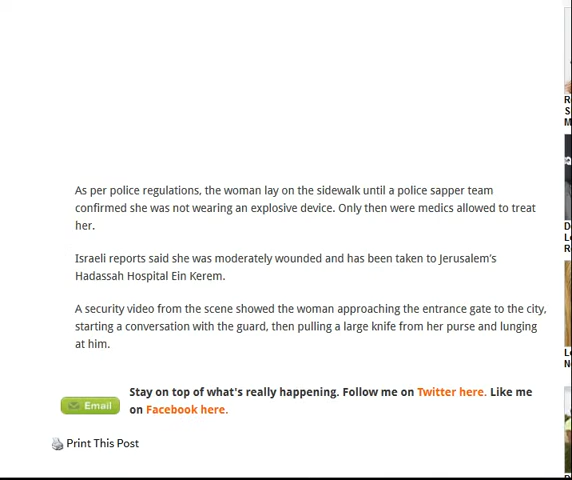 As per police regulations, the woman lay on the sidewalk until a police sapper team
confirmed she was not wearing an explosive device. Only then were medics allowed to treat
her.
Israeli reports said she was moderately wounded and has been taken to Jerusalem's
Hadassah Hospital Ein Kerem.
A security video from the scene showed the woman approaching the entrance gate to the city,
starting a conversation with the guard, then pulling a large knife from her purse and lunging
at him.
Stay on top of what's really happening. Follow me on Twitter here. Like me
on Facebook here.
Email
Print This Post